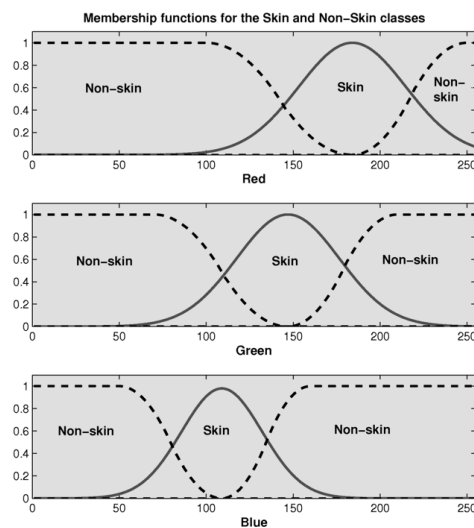 Membership functions for the Skin and Non−Skin classes
1
0.8
0.6
0.4
0.2
0
Non−skin
Skin
Non−
skin
0 50 100 150 200 250
Red
1
0.8
0.6
0.4
0.2
0
Non−skin Skin Non−skin
0 50 100 150 200 250
Green
1
0.8
0.6
0.4
0.2
0
Non−skin Skin Non−skin
0 50 100 150 200 250
Blue